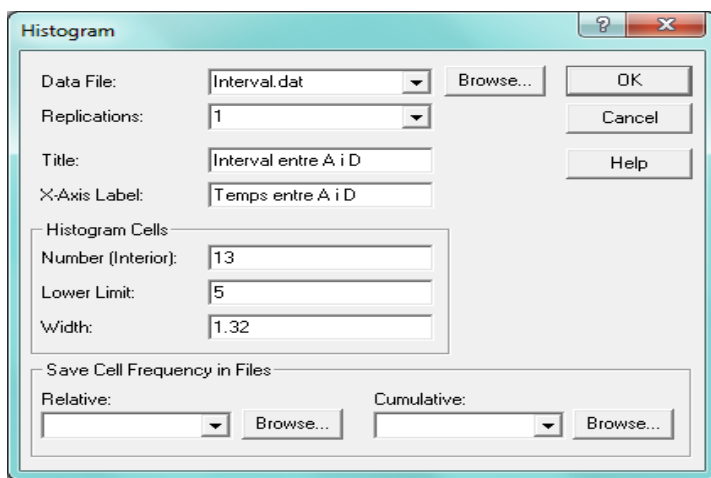 Histogram
Data File: Interval.dat Browse... OK
Replications: 1 Cancel
Title: Interval entre A i D Help
X-Axis Label: Temps entre A i D
Histogram Cells
Number (Interior): 13
Lower Limit: 5
Width: 1.32
Save Cell Frequency in Files
Relative: Cumulative:
Browse... Browse...